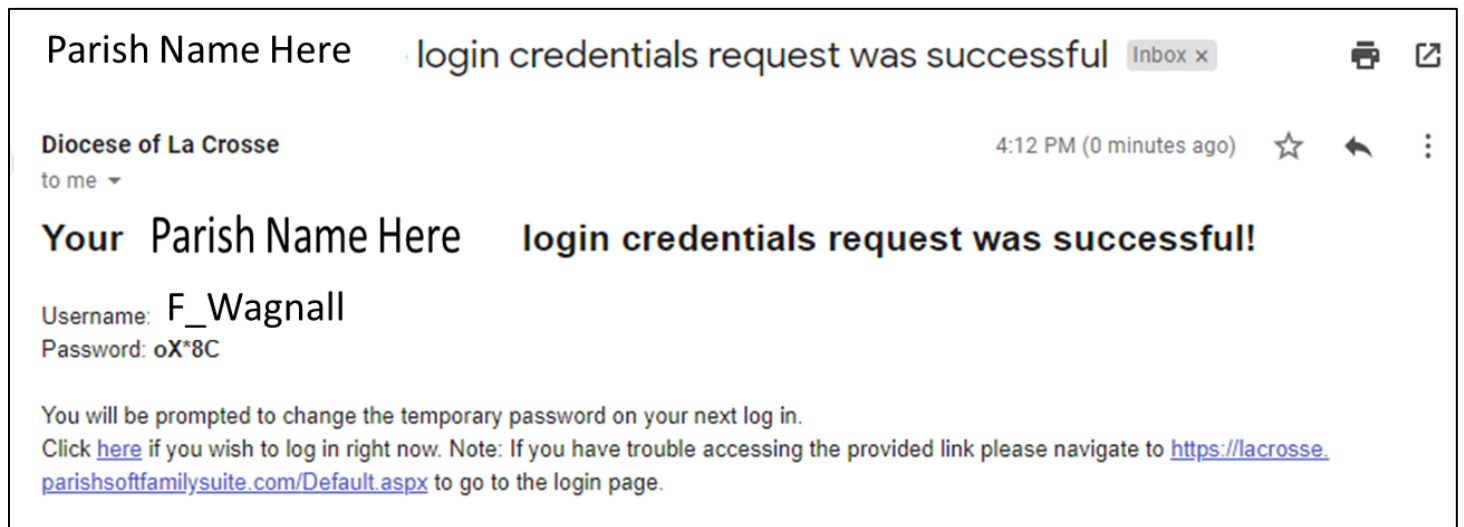 Parish Name Here login credentials request was successful Inbox x
Diocese of La Crosse 4:12 PM (0 minutes ago)
to me
Your Parish Name Here login credentials request was successful!
Username: F_Wagnall
Password: oX*8C
You will be prompted to change the temporary password on your next log in.
Click here if you wish to log in right now. Note: If you have trouble accessing the provided link please navigate to https://lacrosse.
parishsoftfamilysuite.com/Default.aspx to go to the login page.